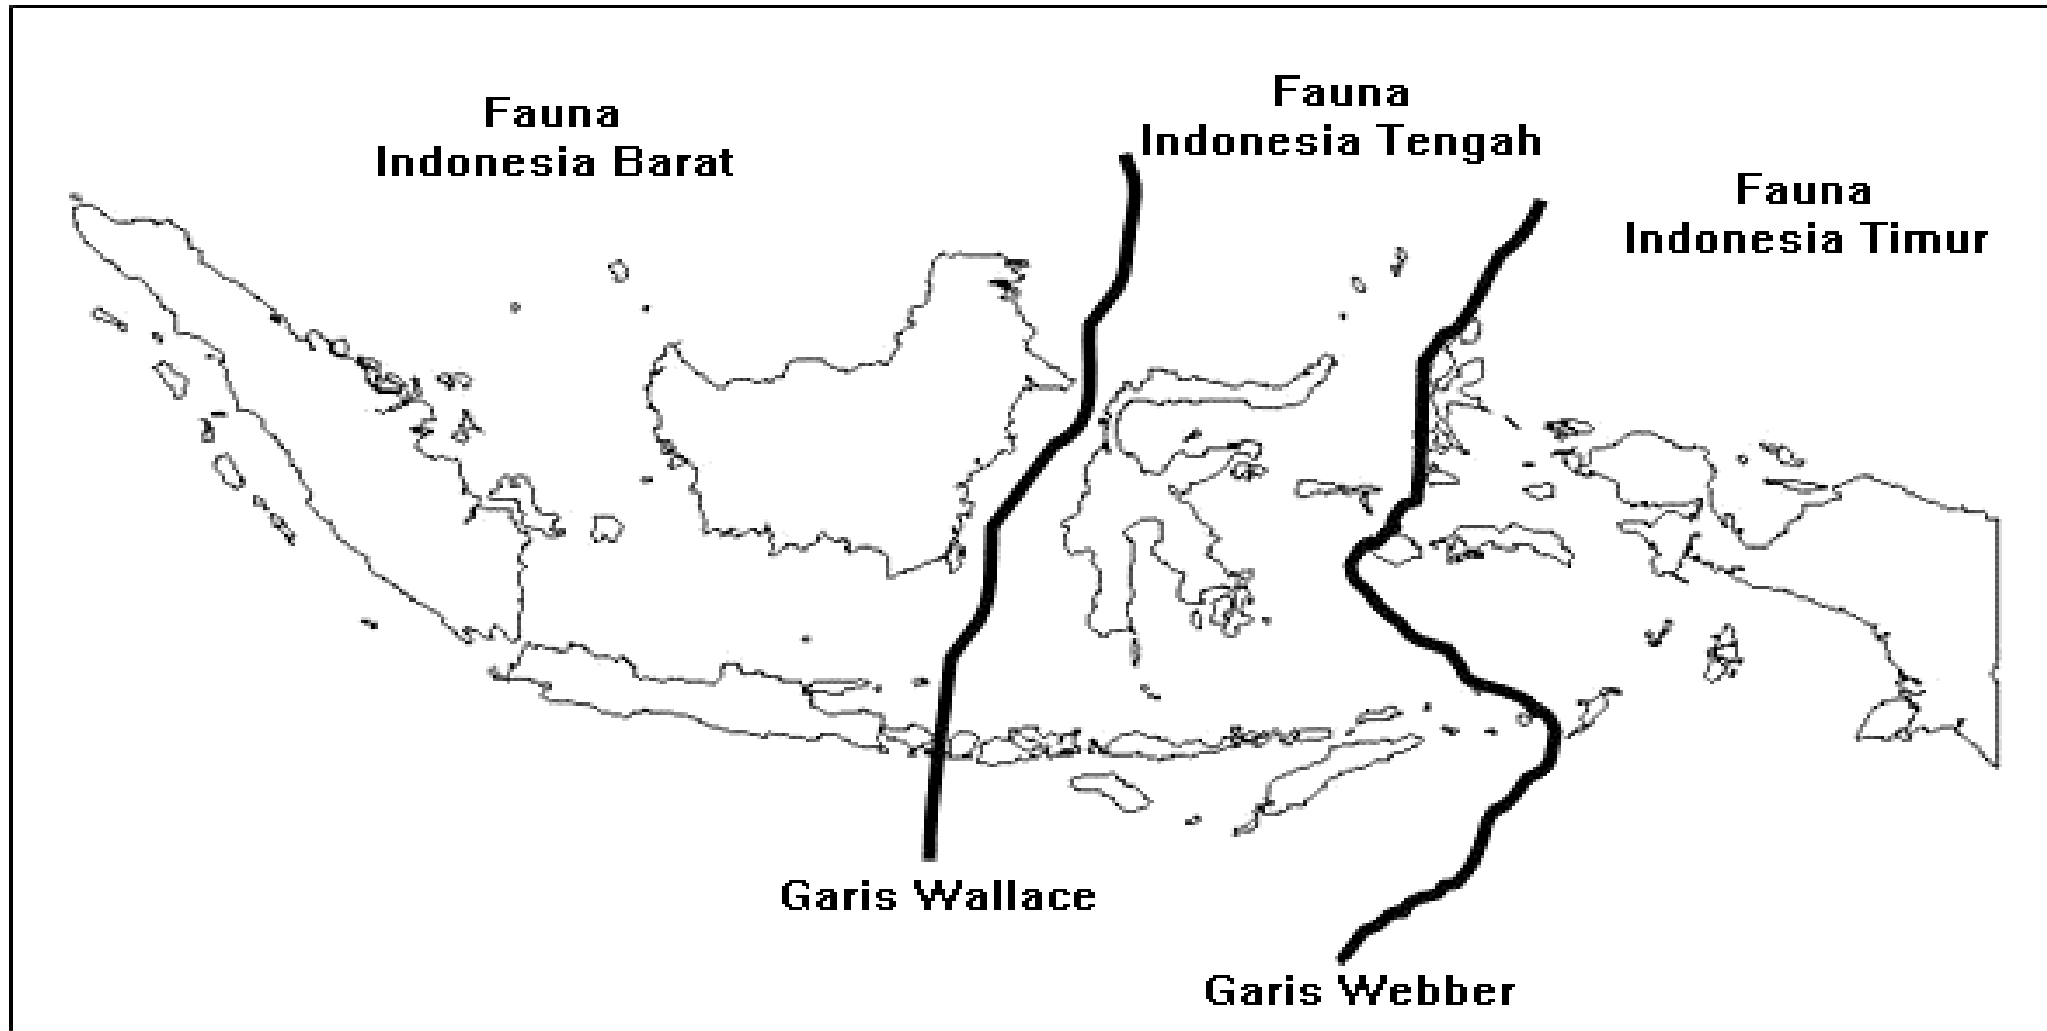 Fauna
Indonesia Barat
Fauna
Indonesia Tengah
Fauna
Indonesia Timur
Garis Wallace
Garis Webber